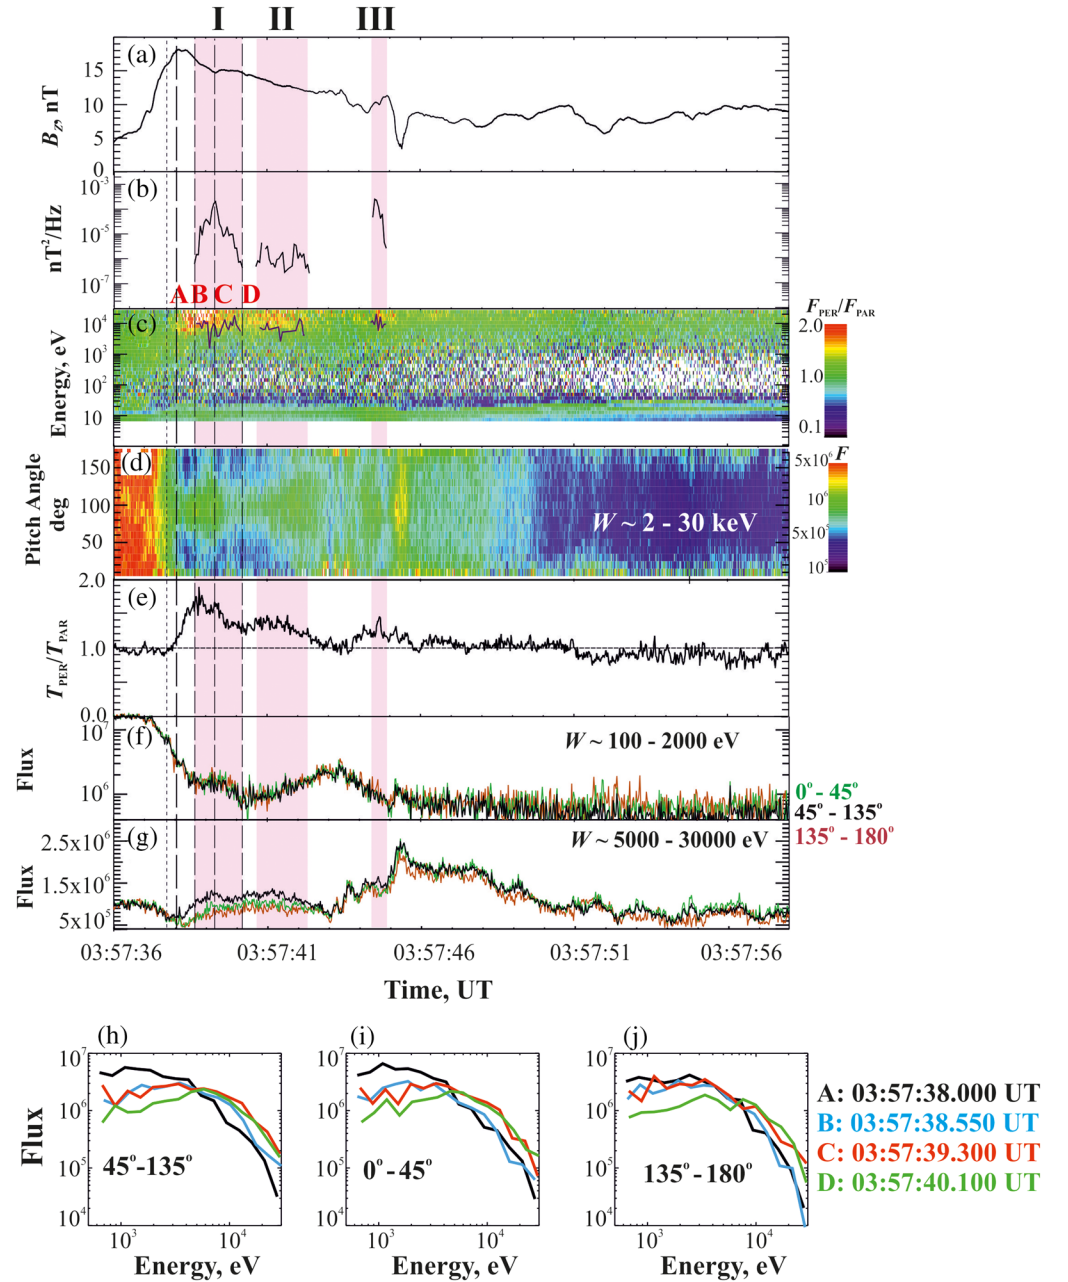 I II III
(a)
15
10
5
0
B_Z, nT
(b)
10^-3
10^-5
10^-7
nT²/Hz
A B C D
(c)
10^4
10^3
10^2
10
Energy, eV
F_PER/F_PAR
2.0
1.0
0.1
(d)
150
100
50
Pitch Angle
deg
W ~ 2 - 30 keV
F
5x10^6
10^6
5x10^5
10^5
(e)
2.0
1.0
0.0
T_PER/T_PAR
(f)
10^7
10^6
Flux
W ~ 100 - 2000 eV
0° - 45°
45° - 135°
135° - 180°
(g)
2.5x10^6
1.5x10^6
5x10^5
Flux
W ~ 5000 - 30000 eV
03:57:36 03:57:41 03:57:46 03:57:51 03:57:56
Time, UT
(h) (i) (j)
10^7 10^7 10^7
10^6 10^6 10^6
10^5 10^5 10^5
10^4 10^4 10^4
Flux
45°-135° 0°- 45° 135° - 180°
10^3 10^4 10^3 10^4 10^3 10^4
Energy, eV Energy, eV Energy, eV
A: 03:57:38.000 UT
B: 03:57:38.550 UT
C: 03:57:39.300 UT
D: 03:57:40.100 UT